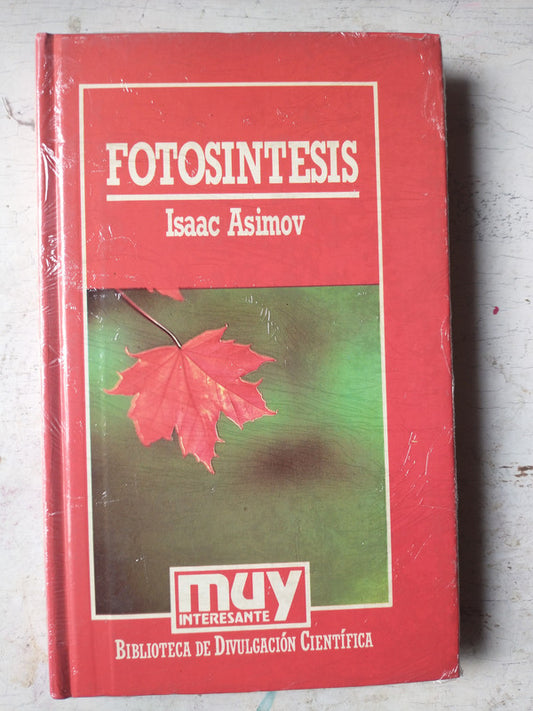 FOTOSINTESIS
Isaac Asimov
muy
INTERESANTE
BIBLIOTECA DE DIVULGACIÓN CIENTÍFICA